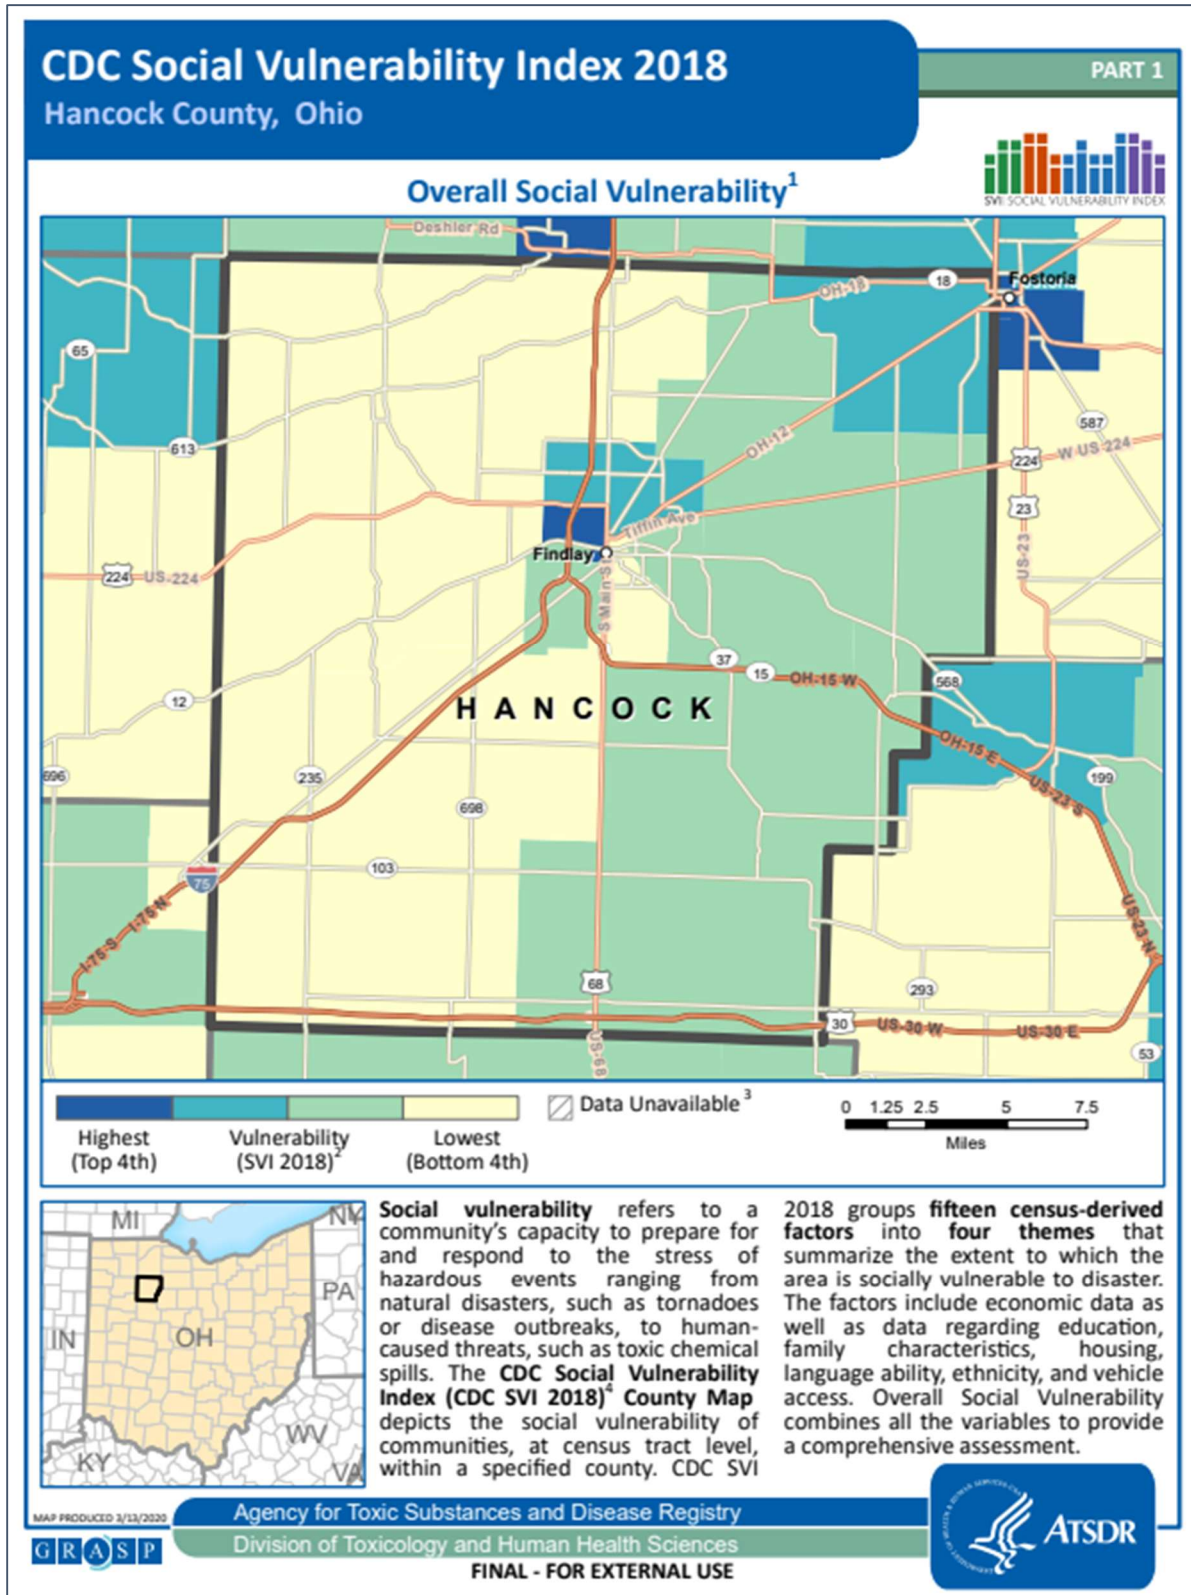 CDC Social Vulnerability Index 2018
Hancock County, Ohio
PART 1
SVI: SOCIAL VULNERABILITY INDEX
Overall Social Vulnerability1
Deshler Rd
OH-18
18
Fostoria
65
613
587
OH-12
W US-224
224
23
Tiffin Ave
Findlay
224
US-224
US-23
S Main St
37
15
OH-15 W
568
12
HANCOCK
OH-15 E
696
235
698
US-23 S
199
103
75
I-75 S
I-75 N
US-23 N
68
293
30
US-30 W
US-30 E
US-68
53
Data Unavailable 3
Highest
(Top 4th)
Vulnerability
(SVI 2018)2
Lowest
(Bottom 4th)
0 1.25 2.5 5 7.5
Miles
MI
NY
PA
IN
OH
WV
KY
VA
Social vulnerability refers to a
community's capacity to prepare for
and respond to the stress of
hazardous events ranging from
natural disasters, such as tornadoes
or disease outbreaks, to human-
caused threats, such as toxic chemical
spills. The CDC Social Vulnerability
Index (CDC SVI 2018)4 County Map
depicts the social vulnerability of
communities, at census tract level,
within a specified county. CDC SVI
2018 groups fifteen census-derived
factors into four themes that
summarize the extent to which the
area is socially vulnerable to disaster.
The factors include economic data as
well as data regarding education,
family characteristics, housing,
language ability, ethnicity, and vehicle
access. Overall Social Vulnerability
combines all the variables to provide
a comprehensive assessment.
MAP PRODUCED 3/13/2020
GRASP
Agency for Toxic Substances and Disease Registry
Division of Toxicology and Human Health Sciences
FINAL - FOR EXTERNAL USE
ATSDR